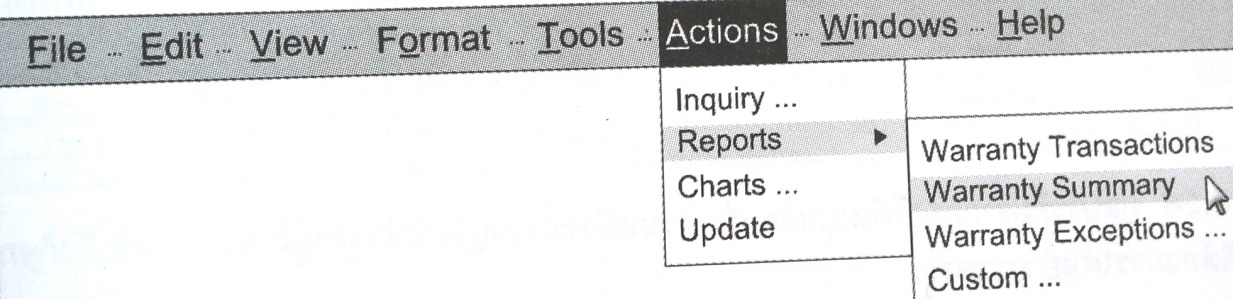 File ... Edit ... View ... Format ... Tools ... Actions ... Windows ... Help
Inquiry ...
Reports ▶
Charts ...
Update
Warranty Transactions
Warranty Summary
Warranty Exceptions ...
Custom ...